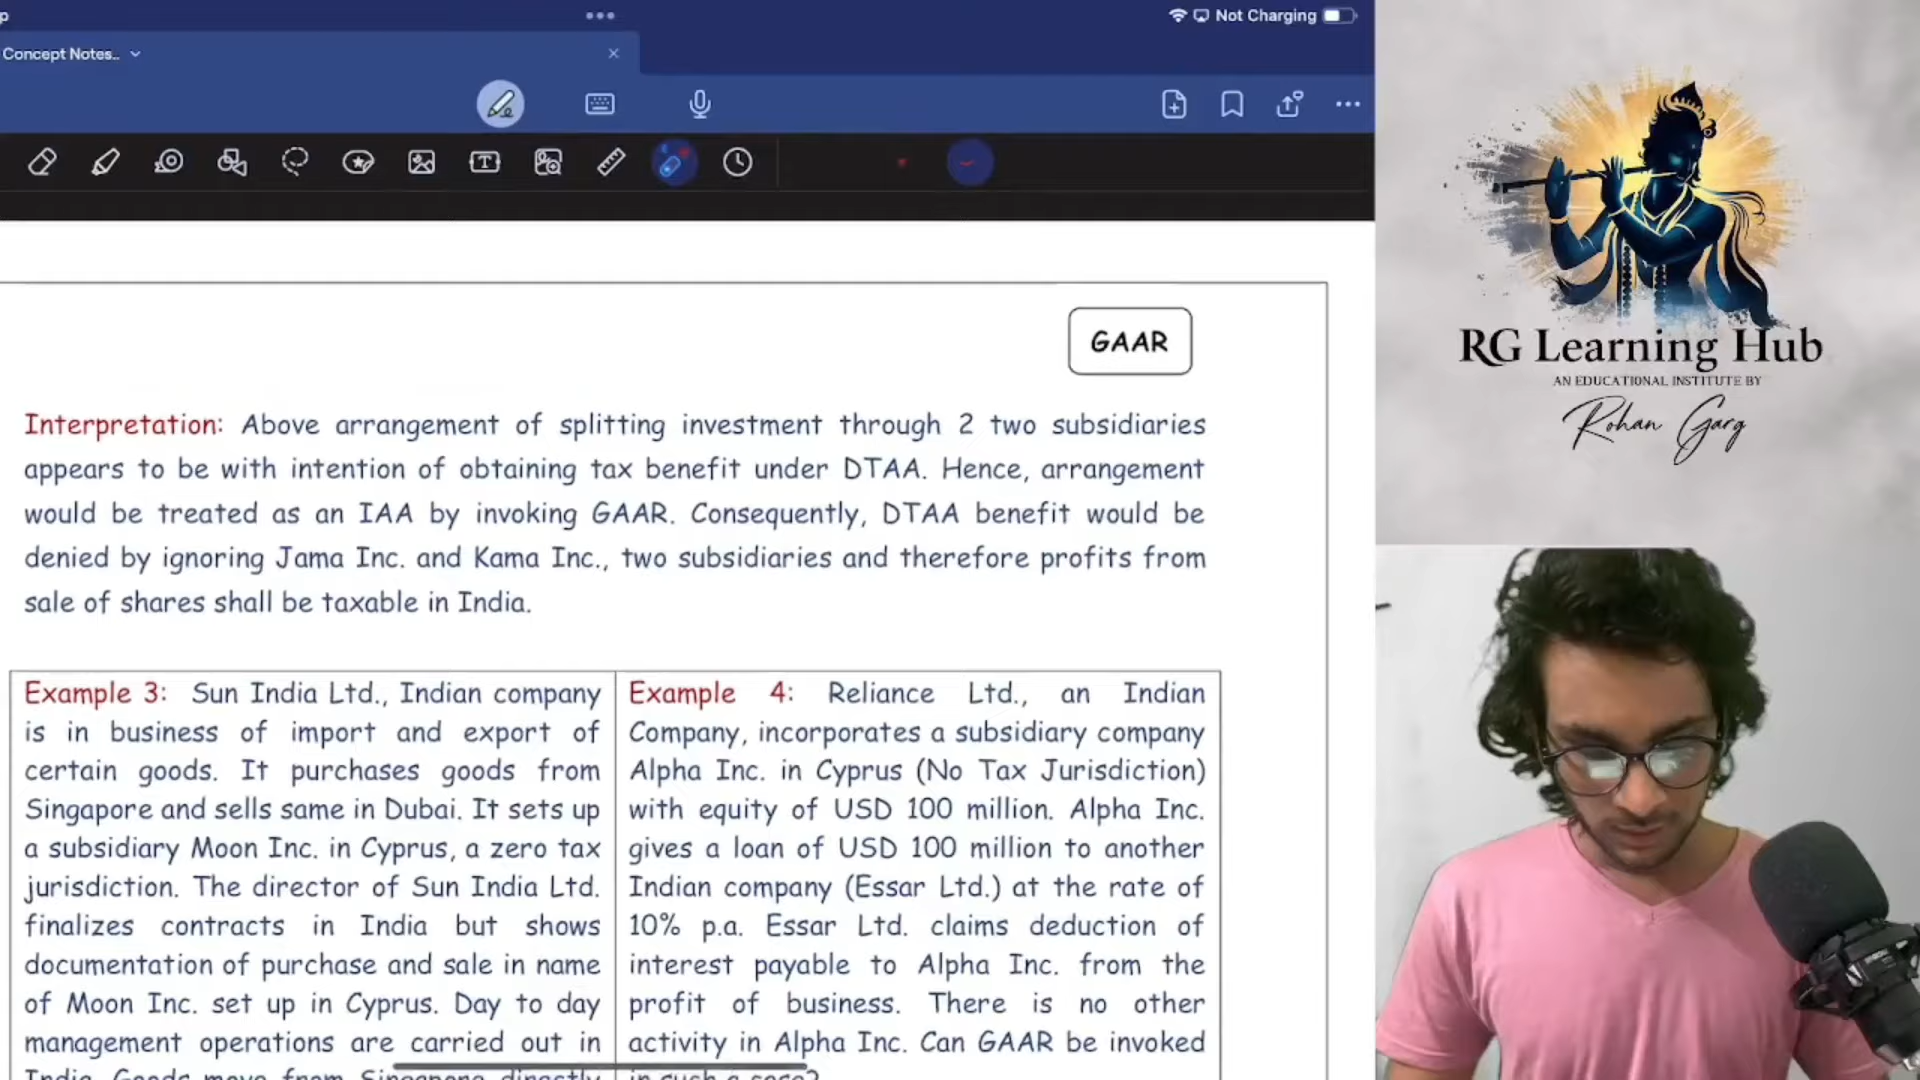 p
Not Charging
Concept Notes..
GAAR
Interpretation: Above arrangement of splitting investment through 2 two subsidiaries
appears to be with intention of obtaining tax benefit under DTAA. Hence, arrangement
would be treated as an IAA by invoking GAAR. Consequently, DTAA benefit would be
denied by ignoring Jama Inc. and Kama Inc., two subsidiaries and therefore profits from
sale of shares shall be taxable in India.
Example 3: Sun India Ltd., Indian company
is in business of import and export of
certain goods. It purchases goods from
Singapore and sells same in Dubai. It sets up
a subsidiary Moon Inc. in Cyprus, a zero tax
jurisdiction. The director of Sun India Ltd.
finalizes contracts in India but shows
documentation of purchase and sale in name
of Moon Inc. set up in Cyprus. Day to day
management operations are carried out in
India. Goods move from Singapore directly
Example 4: Reliance Ltd., an Indian
Company, incorporates a subsidiary company
Alpha Inc. in Cyprus (No Tax Jurisdiction)
with equity of USD 100 million. Alpha Inc.
gives a loan of USD 100 million to another
Indian company (Essar Ltd.) at the rate of
10% p.a. Essar Ltd. claims deduction of
interest payable to Alpha Inc. from the
profit of business. There is no other
activity in Alpha Inc. Can GAAR be invoked
in such a case?
RG Learning Hub
AN EDUCATIONAL INSTITUTE BY
Rohan Garg